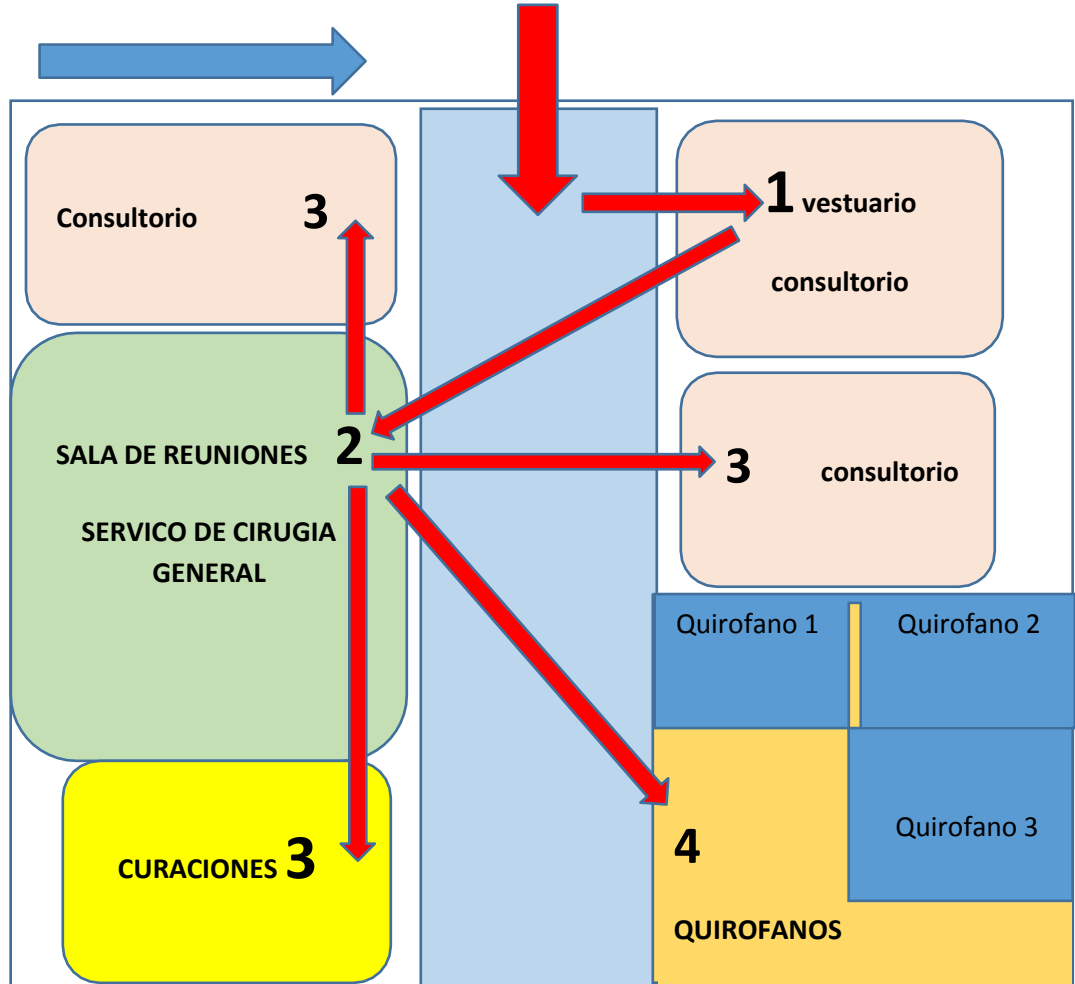 Consultorio 3
1 vestuario
consultorio
SALA DE REUNIONES 2
SERVICO DE CIRUGIA
GENERAL
3 consultorio
Quirofano 1
Quirofano 2
Quirofano 3
CURACIONES 3
4
QUIROFANOS